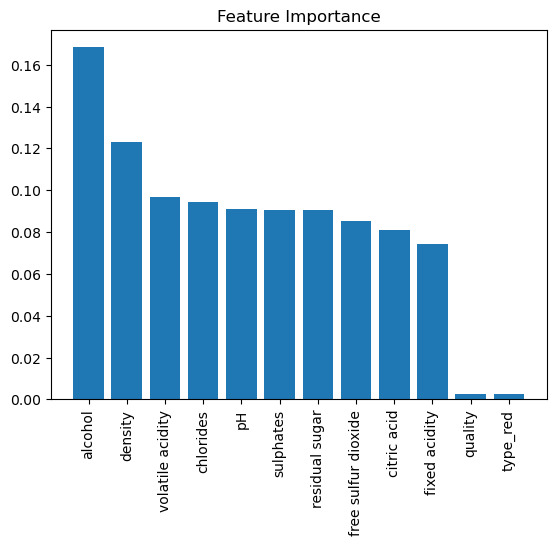 Feature Importance
0.16
0.14
0.12
0.10
0.08
0.06
0.04
0.02
0.00
alcohol
density
volatile acidity
chlorides
pH
sulphates
residual sugar
free sulfur dioxide
citric acid
fixed acidity
quality
type_red